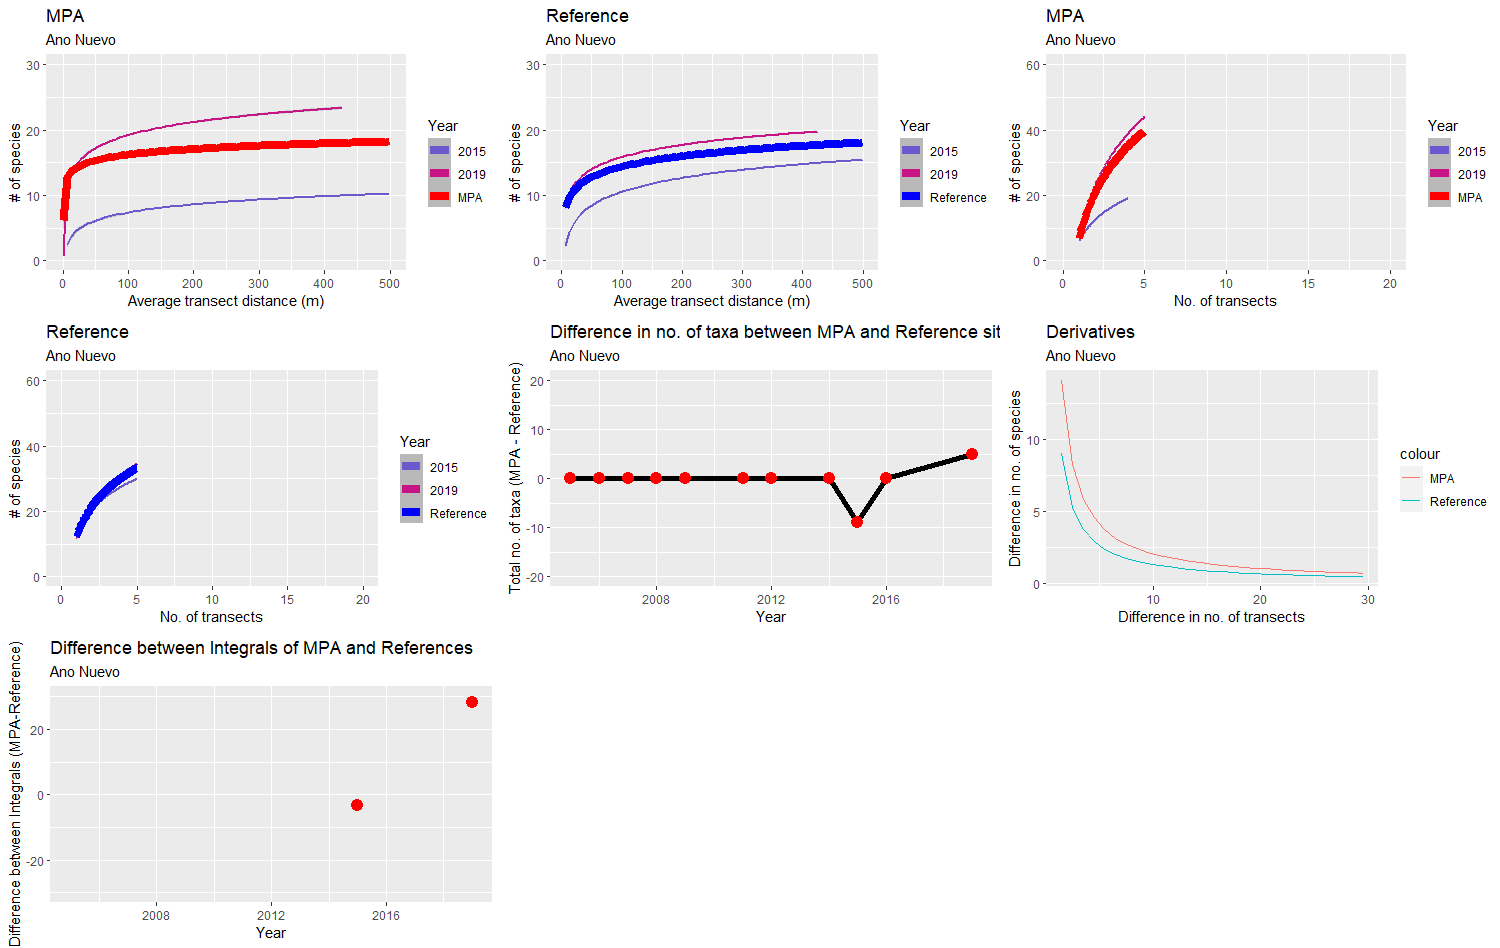 MPA
Ano Nuevo
# of species
30
20
10
0
0 100 200 300 400 500
Average transect distance (m)
Year
2015
2019
MPA
Reference
Ano Nuevo
# of species
30
20
10
0
0 100 200 300 400 500
Average transect distance (m)
Year
2015
2019
Reference
MPA
Ano Nuevo
# of species
60
40
20
0
0 5 10 15 20
No. of transects
Year
2015
2019
MPA
Reference
Ano Nuevo
# of species
60
40
20
0
0 5 10 15 20
No. of transects
Year
2015
2019
Reference
Difference in no. of taxa between MPA and Reference sit
Ano Nuevo
Total no. of taxa (MPA - Reference)
20
10
0
-10
-20
2008 2012 2016
Year
Derivatives
Ano Nuevo
Difference in no. of species
10
5
0
10 20 30
Difference in no. of transects
colour
MPA
Reference
Difference between Integrals of MPA and References
Ano Nuevo
Difference between Integrals (MPA-Reference)
20
0
-20
2008 2012 2016
Year